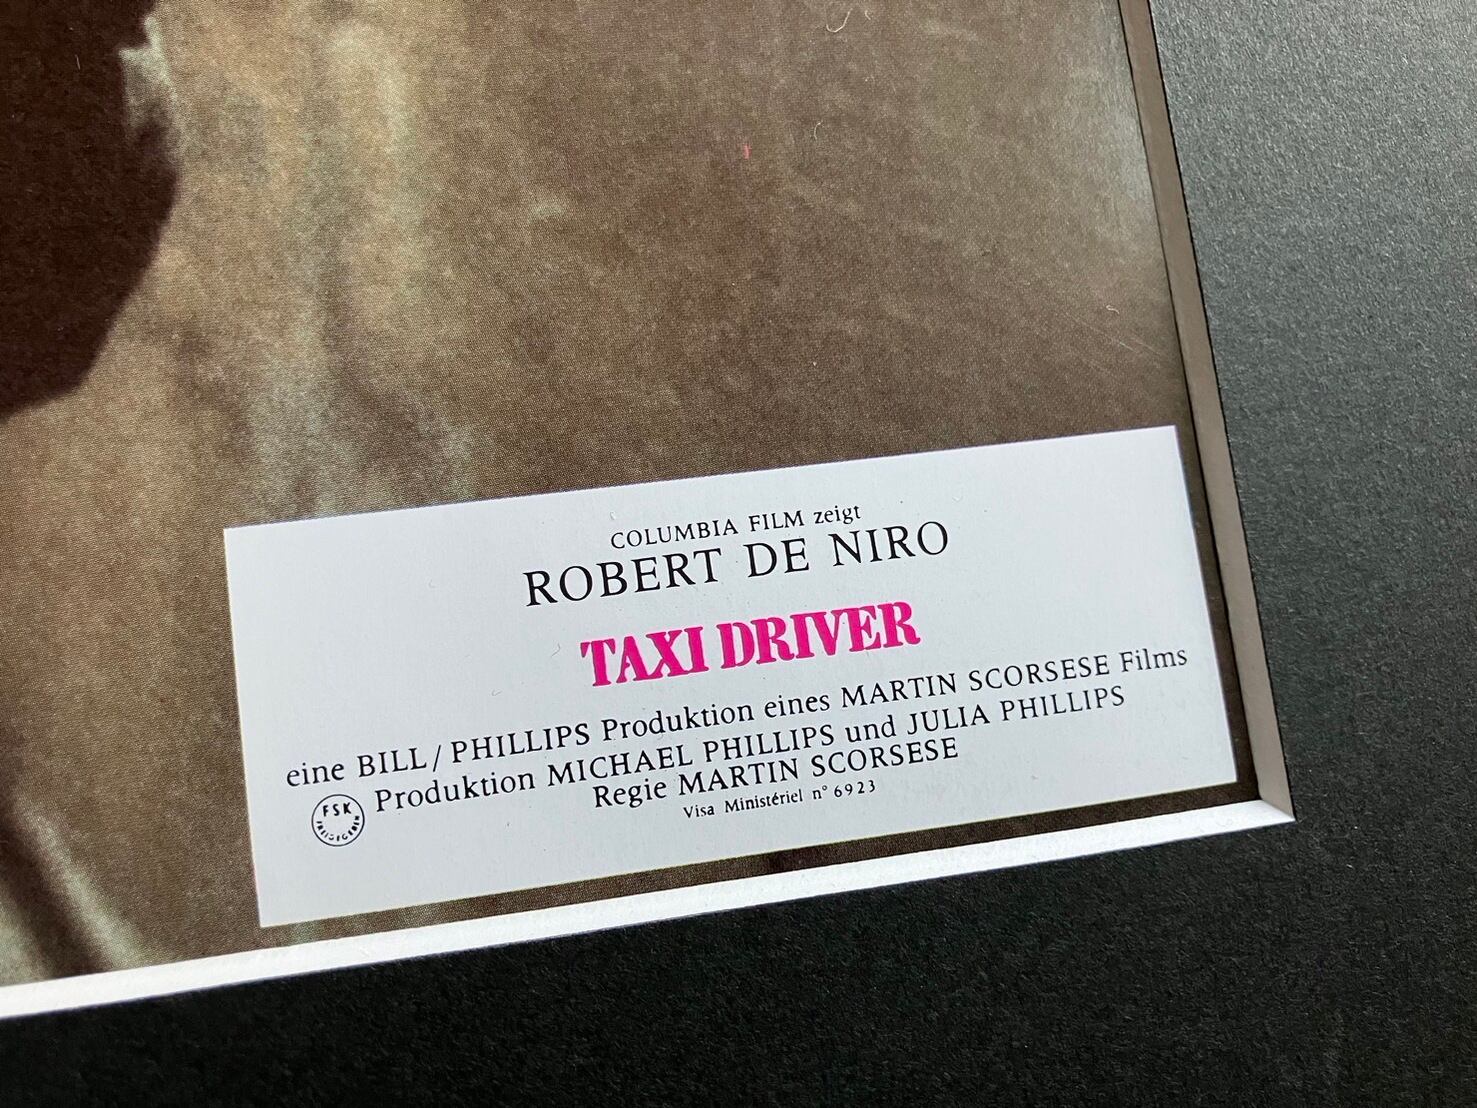 COLUMBIA FILM zeigt
ROBERT DE NIRO
TAXI DRIVER
eine BILL/PHILLIPS Produktion eines MARTIN SCORSESE Films
Produktion MICHAEL PHILLIPS und JULIA PHILLIPS
Regie MARTIN SCORSESE
Visa Ministériel n° 6923
FSK